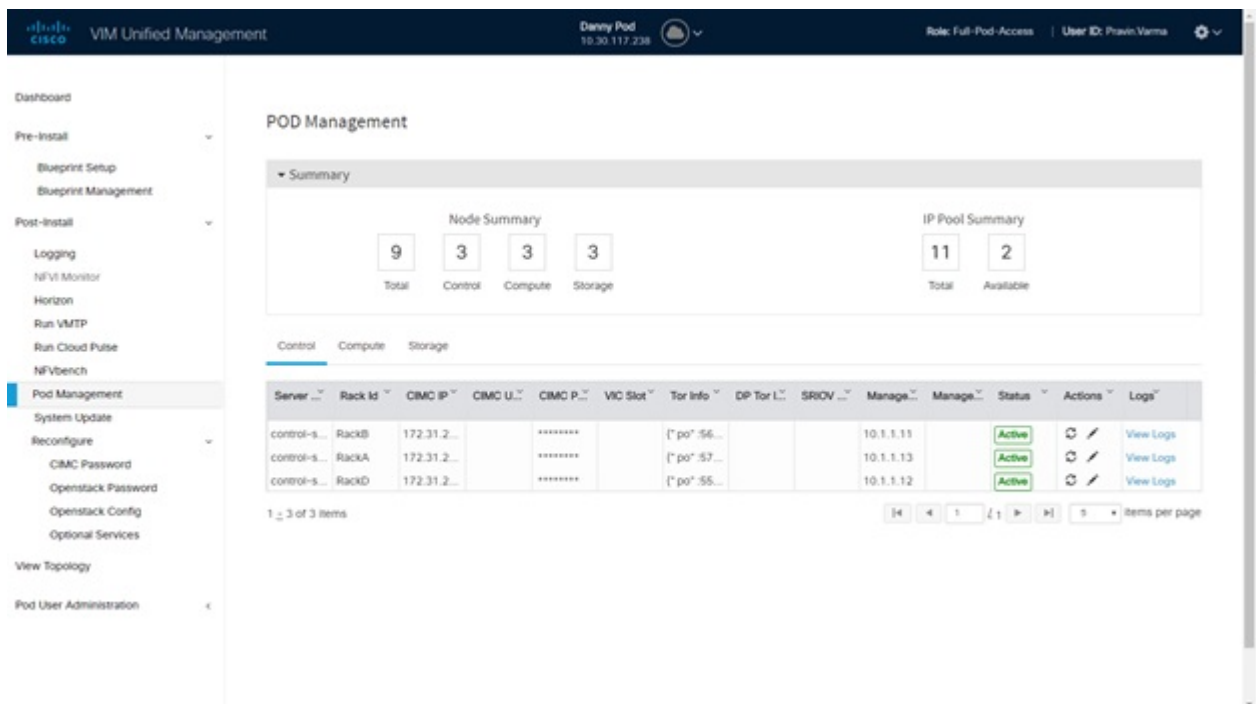 CISCO VIM Unified Management
Danny Pod
10.30.117.238
Role: Full-Pod-Access | User ID: Pravin.Varma
Dashboard
Pre-Install
Blueprint Setup
Blueprint Management
Post-Install
Logging
NFVI Monitor
Horizon
Run VMTP
Run Cloud Pulse
NFVbench
Pod Management
System Update
Reconfigure
CIMC Password
Openstack Password
Openstack Config
Optional Services
View Topology
Pod User Administration
POD Management
Summary
Node Summary
9 3 3 3
Total Control Compute Storage
IP Pool Summary
11 2
Total Available
Control Compute Storage
Server ... Rack Id CIMC IP CIMC U... CIMC P... VIC Slot Tor Info DP Tor I... SRIOV ... Manage... Manage... Status Actions Logs
control-s... RackB 172.31.2... ******** {" po" :56... 10.1.1.11 Active View Logs
control-s... RackA 172.31.2... ******** {" po" :57... 10.1.1.13 Active View Logs
control-s... RackD 172.31.2... ******** {" po" :55... 10.1.1.12 Active View Logs
1 - 3 of 3 items
1 / 1 5 items per page